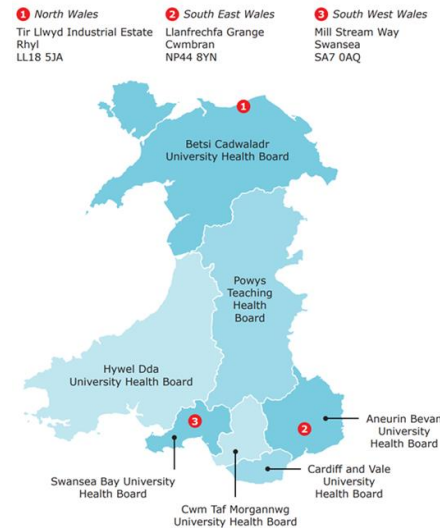 1 North Wales
Tir Llwyd Industrial Estate
Rhyl
LL18 5JA
2 South East Wales
Llanfrechfa Grange
Cwmbran
NP44 8YN
3 South West Wales
Mill Stream Way
Swansea
SA7 0AQ
1
Betsi Cadwaladr
University Health Board
Powys
Teaching
Health
Board
Hywel Dda
University Health Board
3
2
Aneurin Bevan
University
Health Board
Swansea Bay University
Health Board
Cardiff and Vale
University
Health Board
Cwm Taf Morgannwg
University Health Board